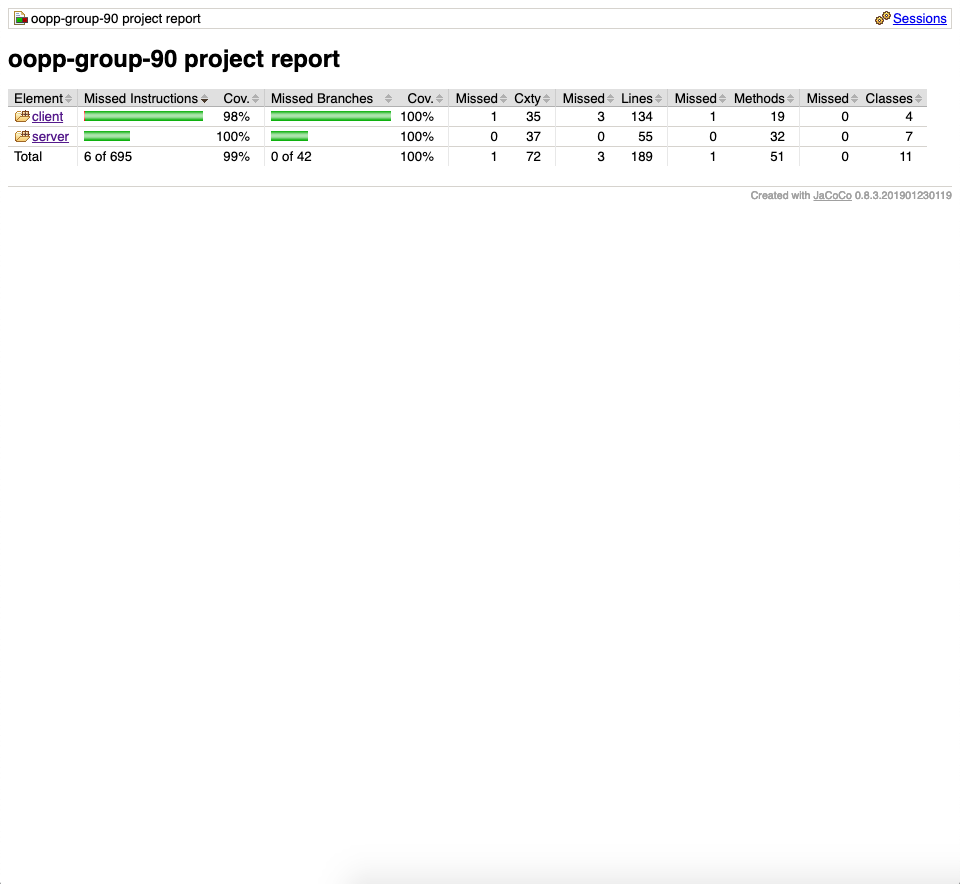 oopp-group-90 project report Sessions
oopp-group-90 project report
Element Missed Instructions Cov. Missed Branches Cov. Missed Cxty Missed Lines Missed Methods Missed Classes
client 98% 100% 1 35 3 134 1 19 0 4
server 100% 100% 0 37 0 55 0 32 0 7
Total 6 of 695 99% 0 of 42 100% 1 72 3 189 1 51 0 11
Created with JaCoCo 0.8.3.201901230119